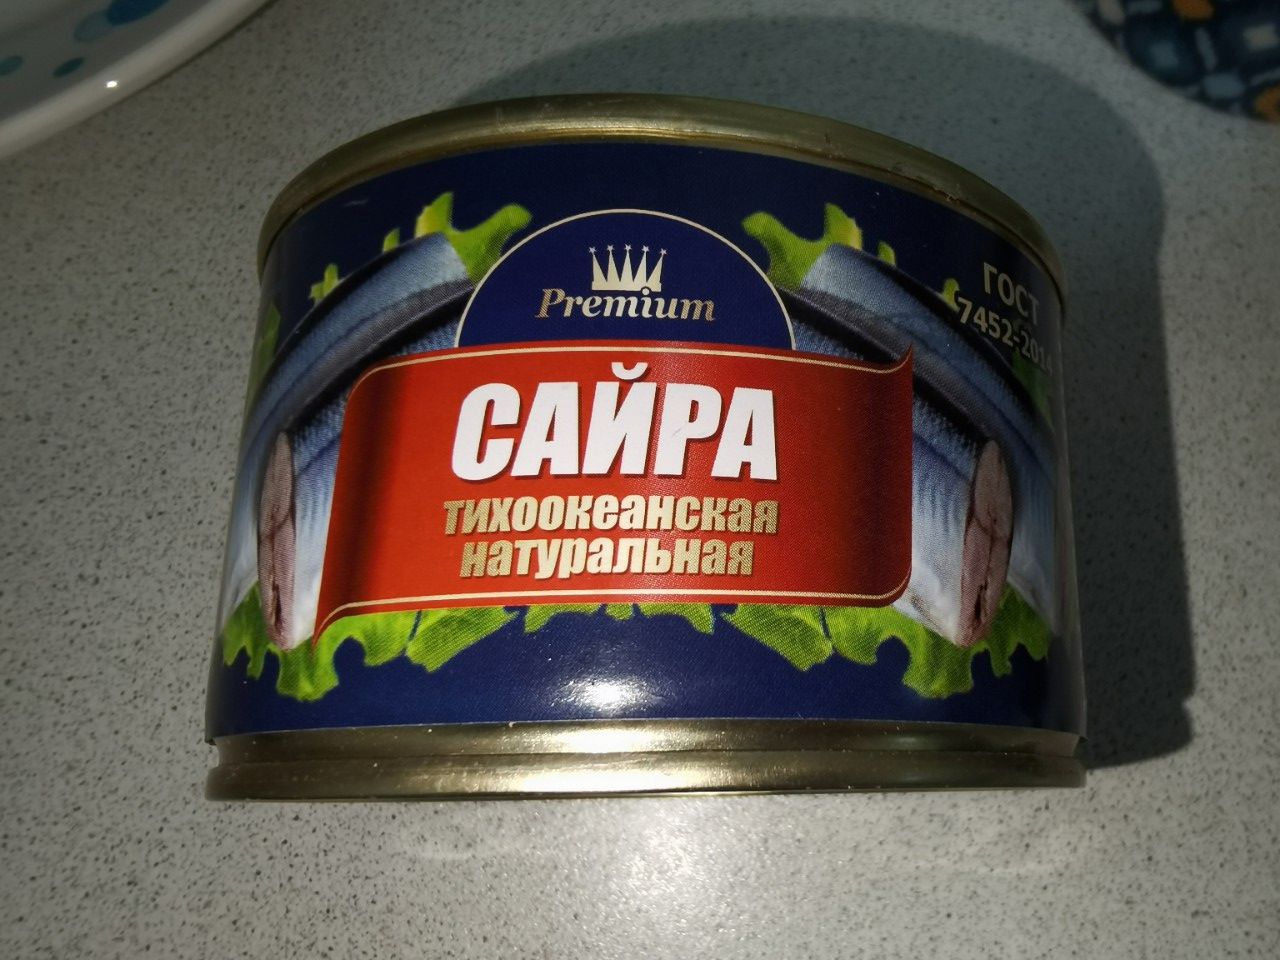 Premium
САЙРА
тихоокеанская
натуральная
ГОСТ
7452-2014